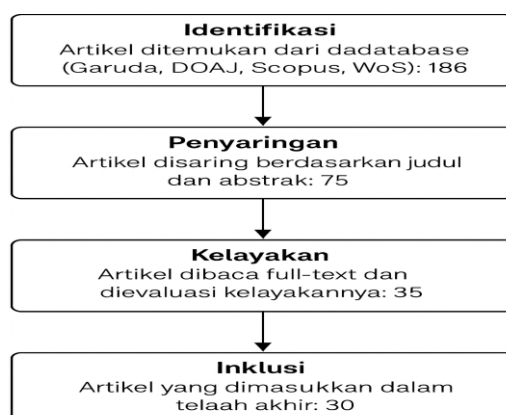 Identifikasi
Artikel ditemukan dari dadatabase
(Garuda, DOAJ, Scopus, WoS): 186
Penyaringan
Artikel disaring berdasarkan judul
dan abstrak: 75
Kelayakan
Artikel dibaca full-text dan
dievaluasi kelayakannya: 35
Inklusi
Artikel yang dimasukkan dalam
telaah akhir: 30